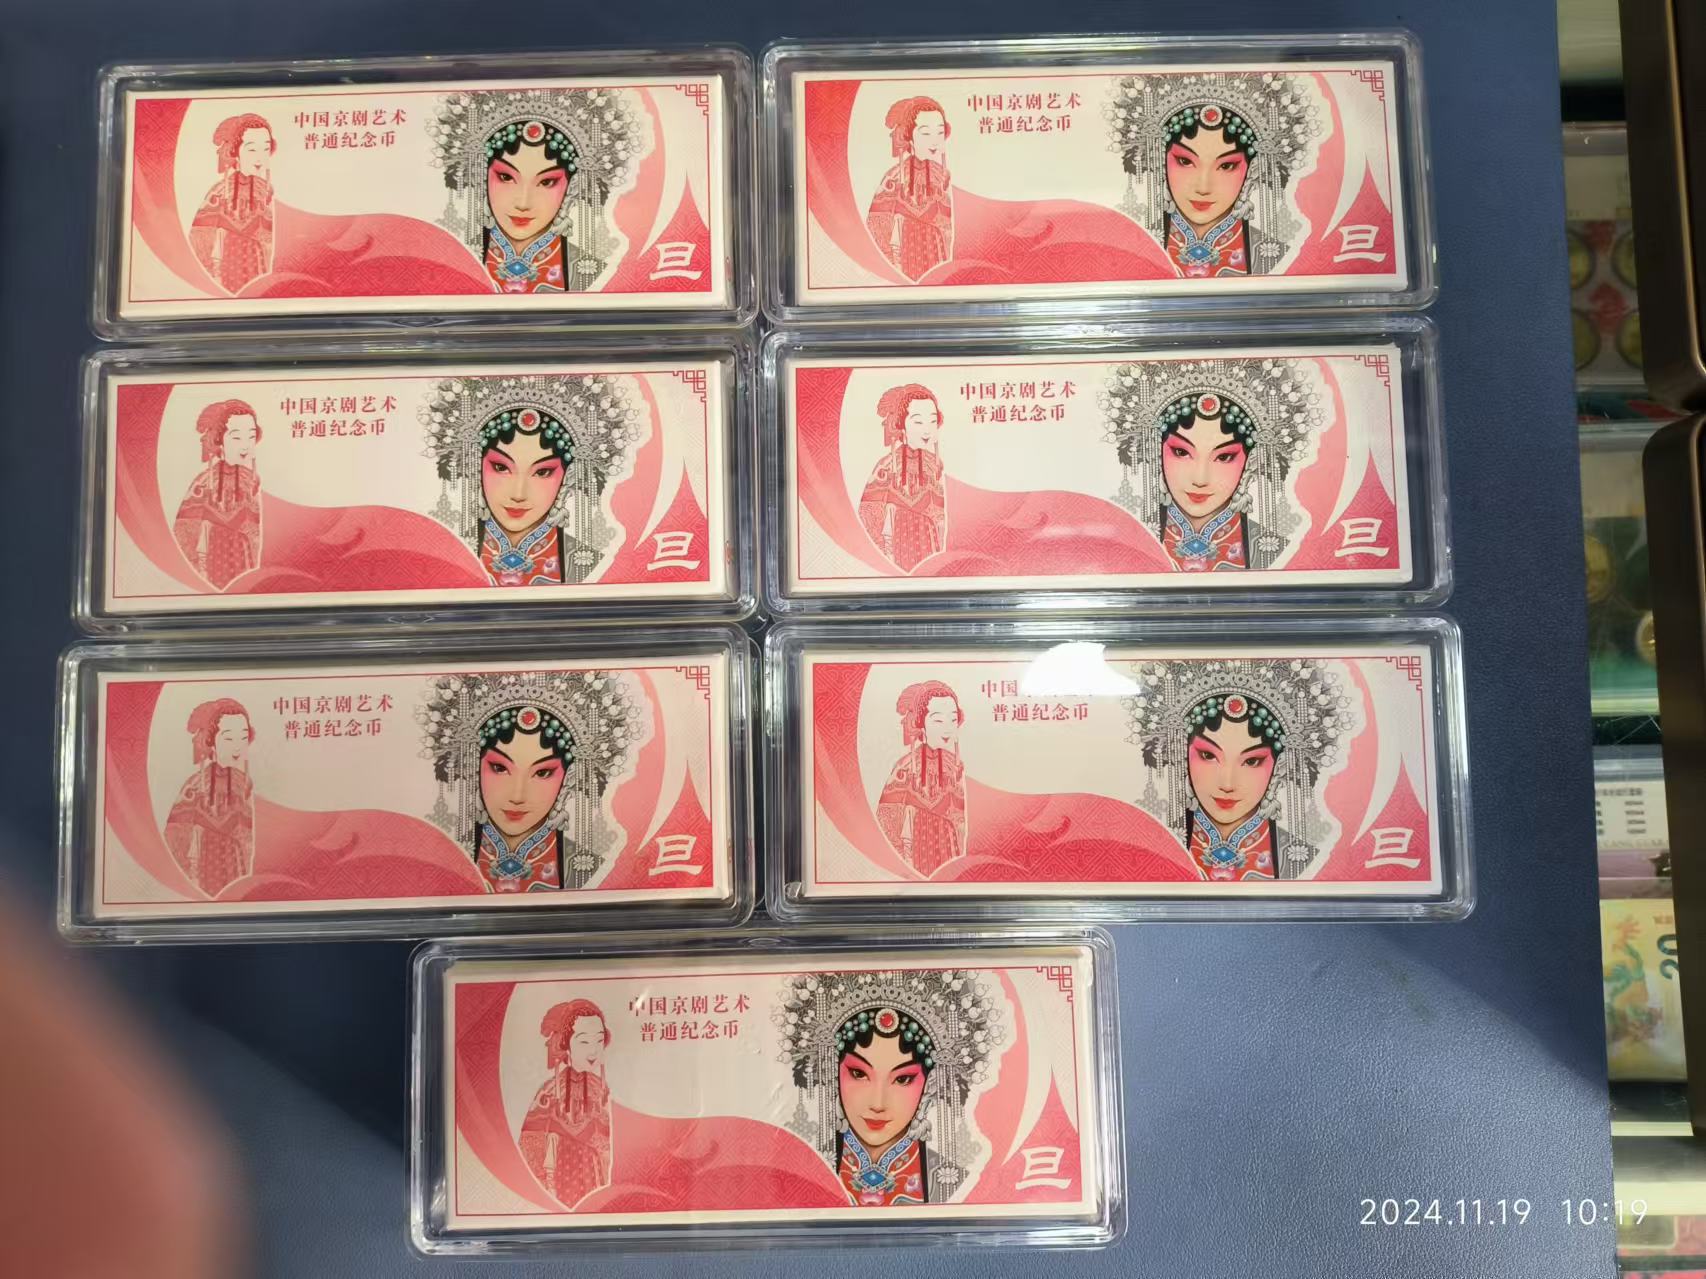 中国京剧艺术
普通纪念币
旦
中国京剧艺术
普通纪念币
旦
中国京剧艺术
普通纪念币
旦
中国京剧艺术
普通纪念币
旦
中国京剧艺术
普通纪念币
旦
中国
普通纪念币
旦
中国京剧艺术
普通纪念币
旦
20
2024.11.19 10:19